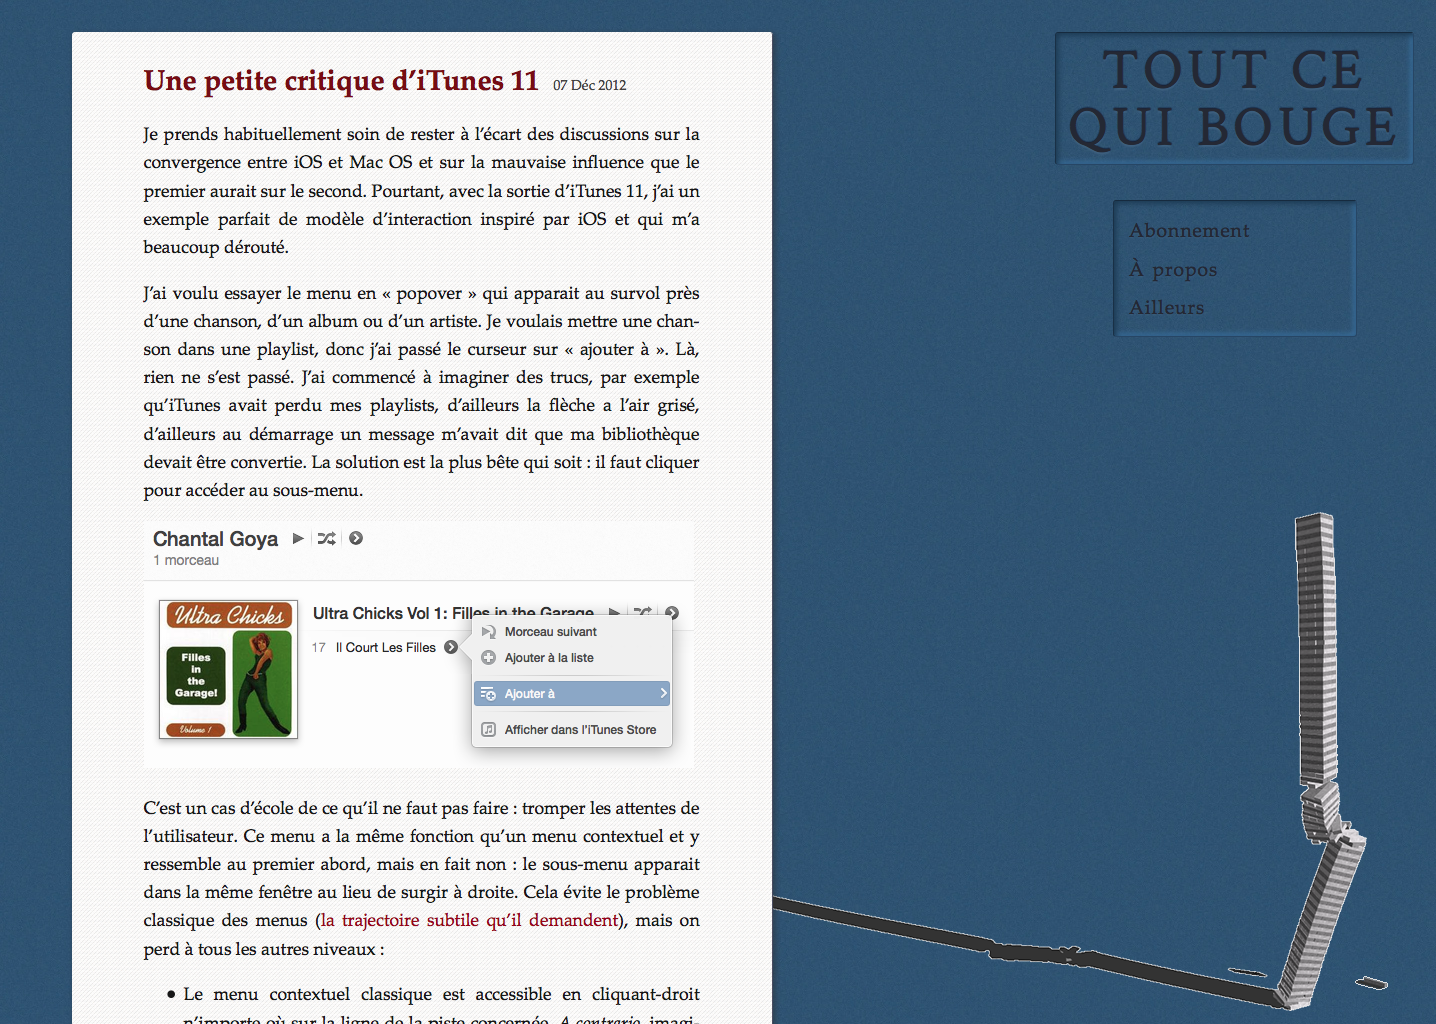 Une petite critique d’iTunes 11 07 Déc 2012
Je prends habituellement soin de rester à l’écart des discussions sur la
convergence entre iOS et Mac OS et sur la mauvaise influence que le
premier aurait sur le second. Pourtant, avec la sortie d’iTunes 11, j’ai un
exemple parfait de modèle d’interaction inspiré par iOS et qui m’a
beaucoup dérouté.
J’ai voulu essayer le menu en « popover » qui apparait au survol près
d’une chanson, d’un album ou d’un artiste. Je voulais mettre une chan-
son dans une playlist, donc j’ai passé le curseur sur « ajouter à ». Là,
rien ne s’est passé. J’ai commencé à imaginer des trucs, par exemple
qu’iTunes avait perdu mes playlists, d’ailleurs la flèche a l’air grisé,
d’ailleurs au démarrage un message m’avait dit que ma bibliothèque
devait être convertie. La solution est la plus bête qui soit : il faut cliquer
pour accéder au sous-menu.
Chantal Goya
1 morceau
Ultra Chicks
Filles
in
the
Garage!
Volume 1
Ultra Chicks Vol 1: Filles in the Garage
17 Il Court Les Filles
Morceau suivant
Ajouter à la liste
Ajouter à
Afficher dans l’iTunes Store
C’est un cas d’école de ce qu’il ne faut pas faire : tromper les attentes de
l’utilisateur. Ce menu a la même fonction qu’un menu contextuel et y
ressemble au premier abord, mais en fait non : le sous-menu apparait
dans la même fenêtre au lieu de surgir à droite. Cela évite le problème
classique des menus (la trajectoire subtile qu’il demandent), mais on
perd à tous les autres niveaux :
● Le menu contextuel classique est accessible en cliquant-droit
n’importe où sur la ligne de la piste concernée. A contrario, imagi-
TOUT CE
QUI BOUGE
Abonnement
À propos
Ailleurs